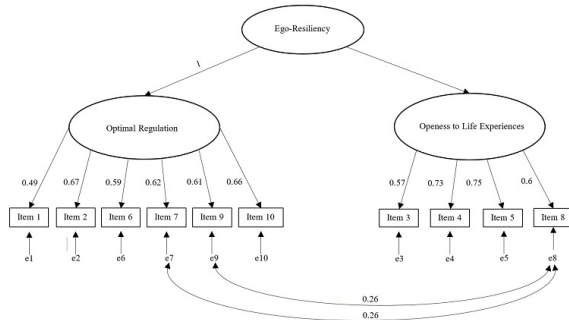 Ego-Resiliency
1
Optimal Regulation
Openess to Life Experiences
0.49
0.67
0.59
0.62
0.61
0.66
0.57
0.73
0.75
0.6
Item 1
Item 2
Item 6
Item 7
Item 9
Item 10
Item 3
Item 4
Item 5
Item 8
e1
e2
e6
e7
e9
e10
e3
e4
e5
e8
0.26
0.26